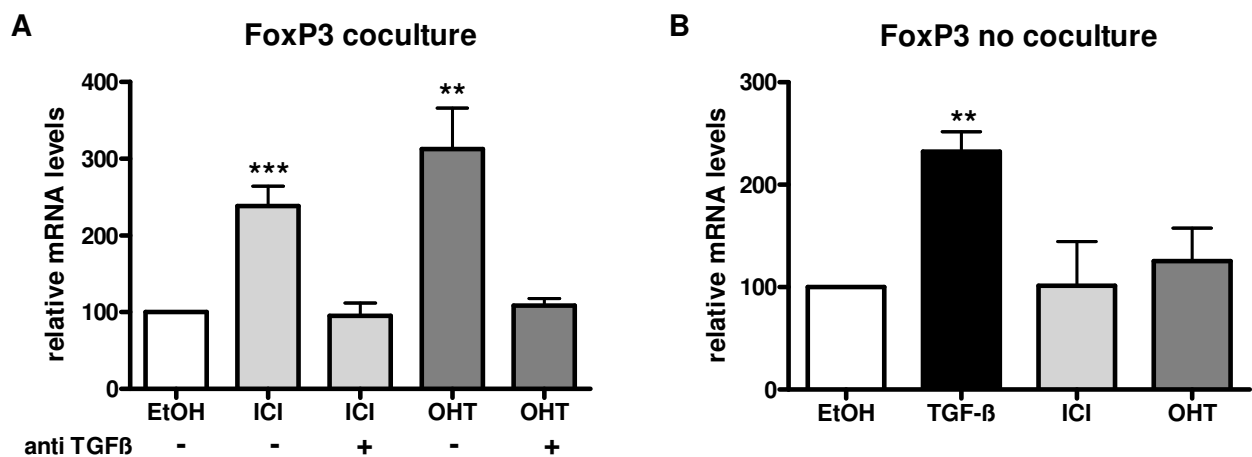 A
FoxP3 coculture
relative mRNA levels
400
300
200
100
0
***
**
EtOH ICI ICI OHT OHT
anti TGFß - - + - +
B
FoxP3 no coculture
relative mRNA levels
300
200
100
0
**
EtOH TGF-ß ICI OHT